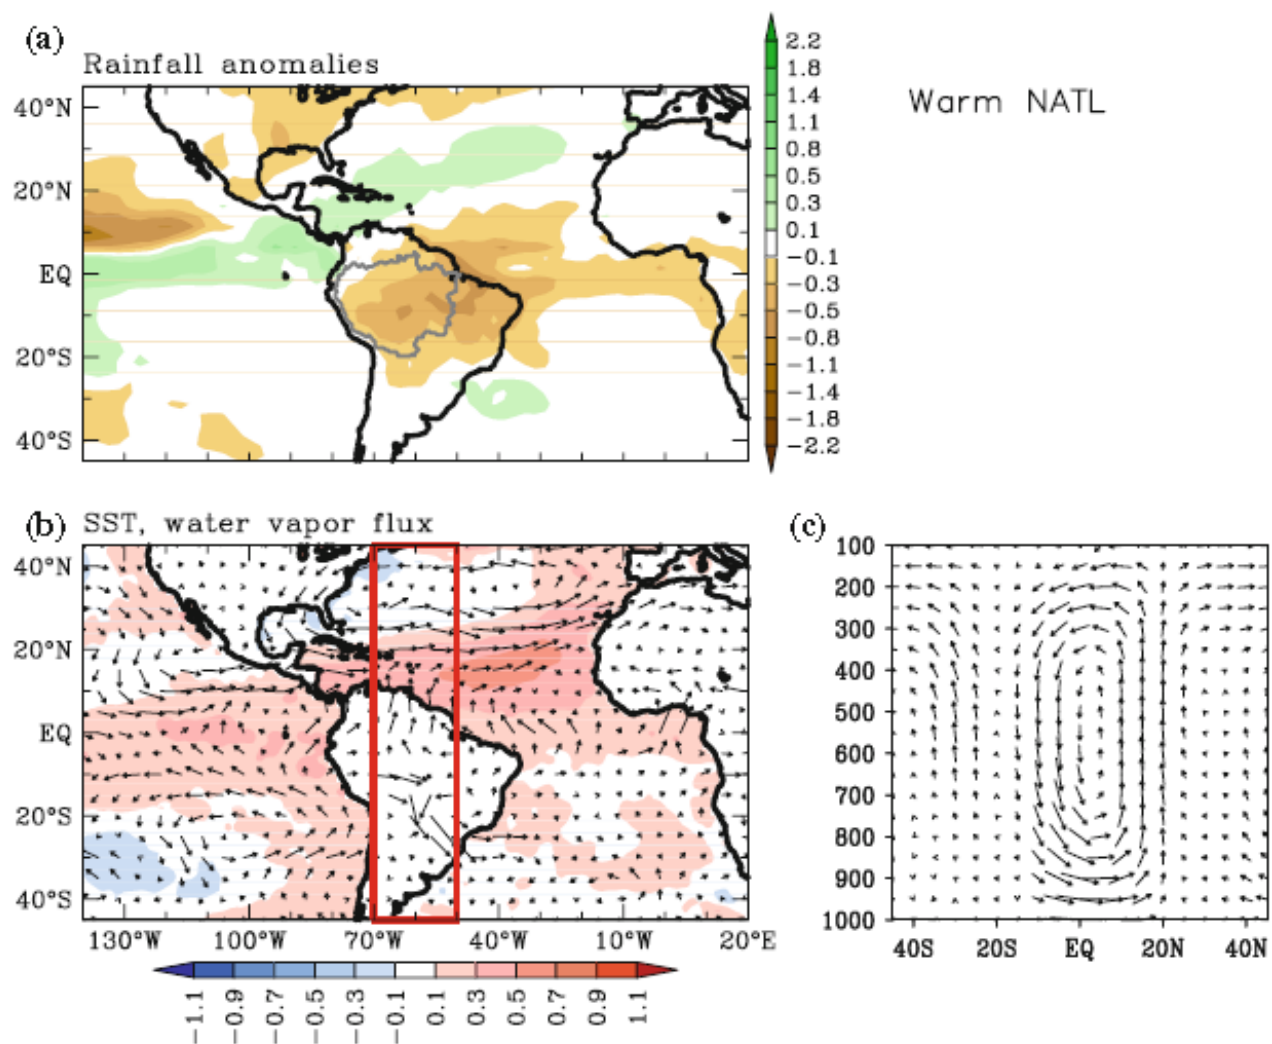 (a)
Rainfall anomalies
Warm NATL
40°N
20°N
EQ
20°S
40°S
2.2
1.8
1.4
1.1
0.8
0.5
0.3
0.1
-0.1
-0.3
-0.5
-0.8
-1.1
-1.4
-1.8
-2.2
(b) SST, water vapor flux
40°N
20°N
EQ
20°S
40°S
130°W 100°W 70°W 40°W 10°W 20°E
-1.1 -0.9 -0.7 -0.5 -0.3 -0.1 0.1 0.3 0.5 0.7 0.9 1.1
(c)
100
200
300
400
500
600
700
800
900
1000
40S 20S EQ 20N 40N